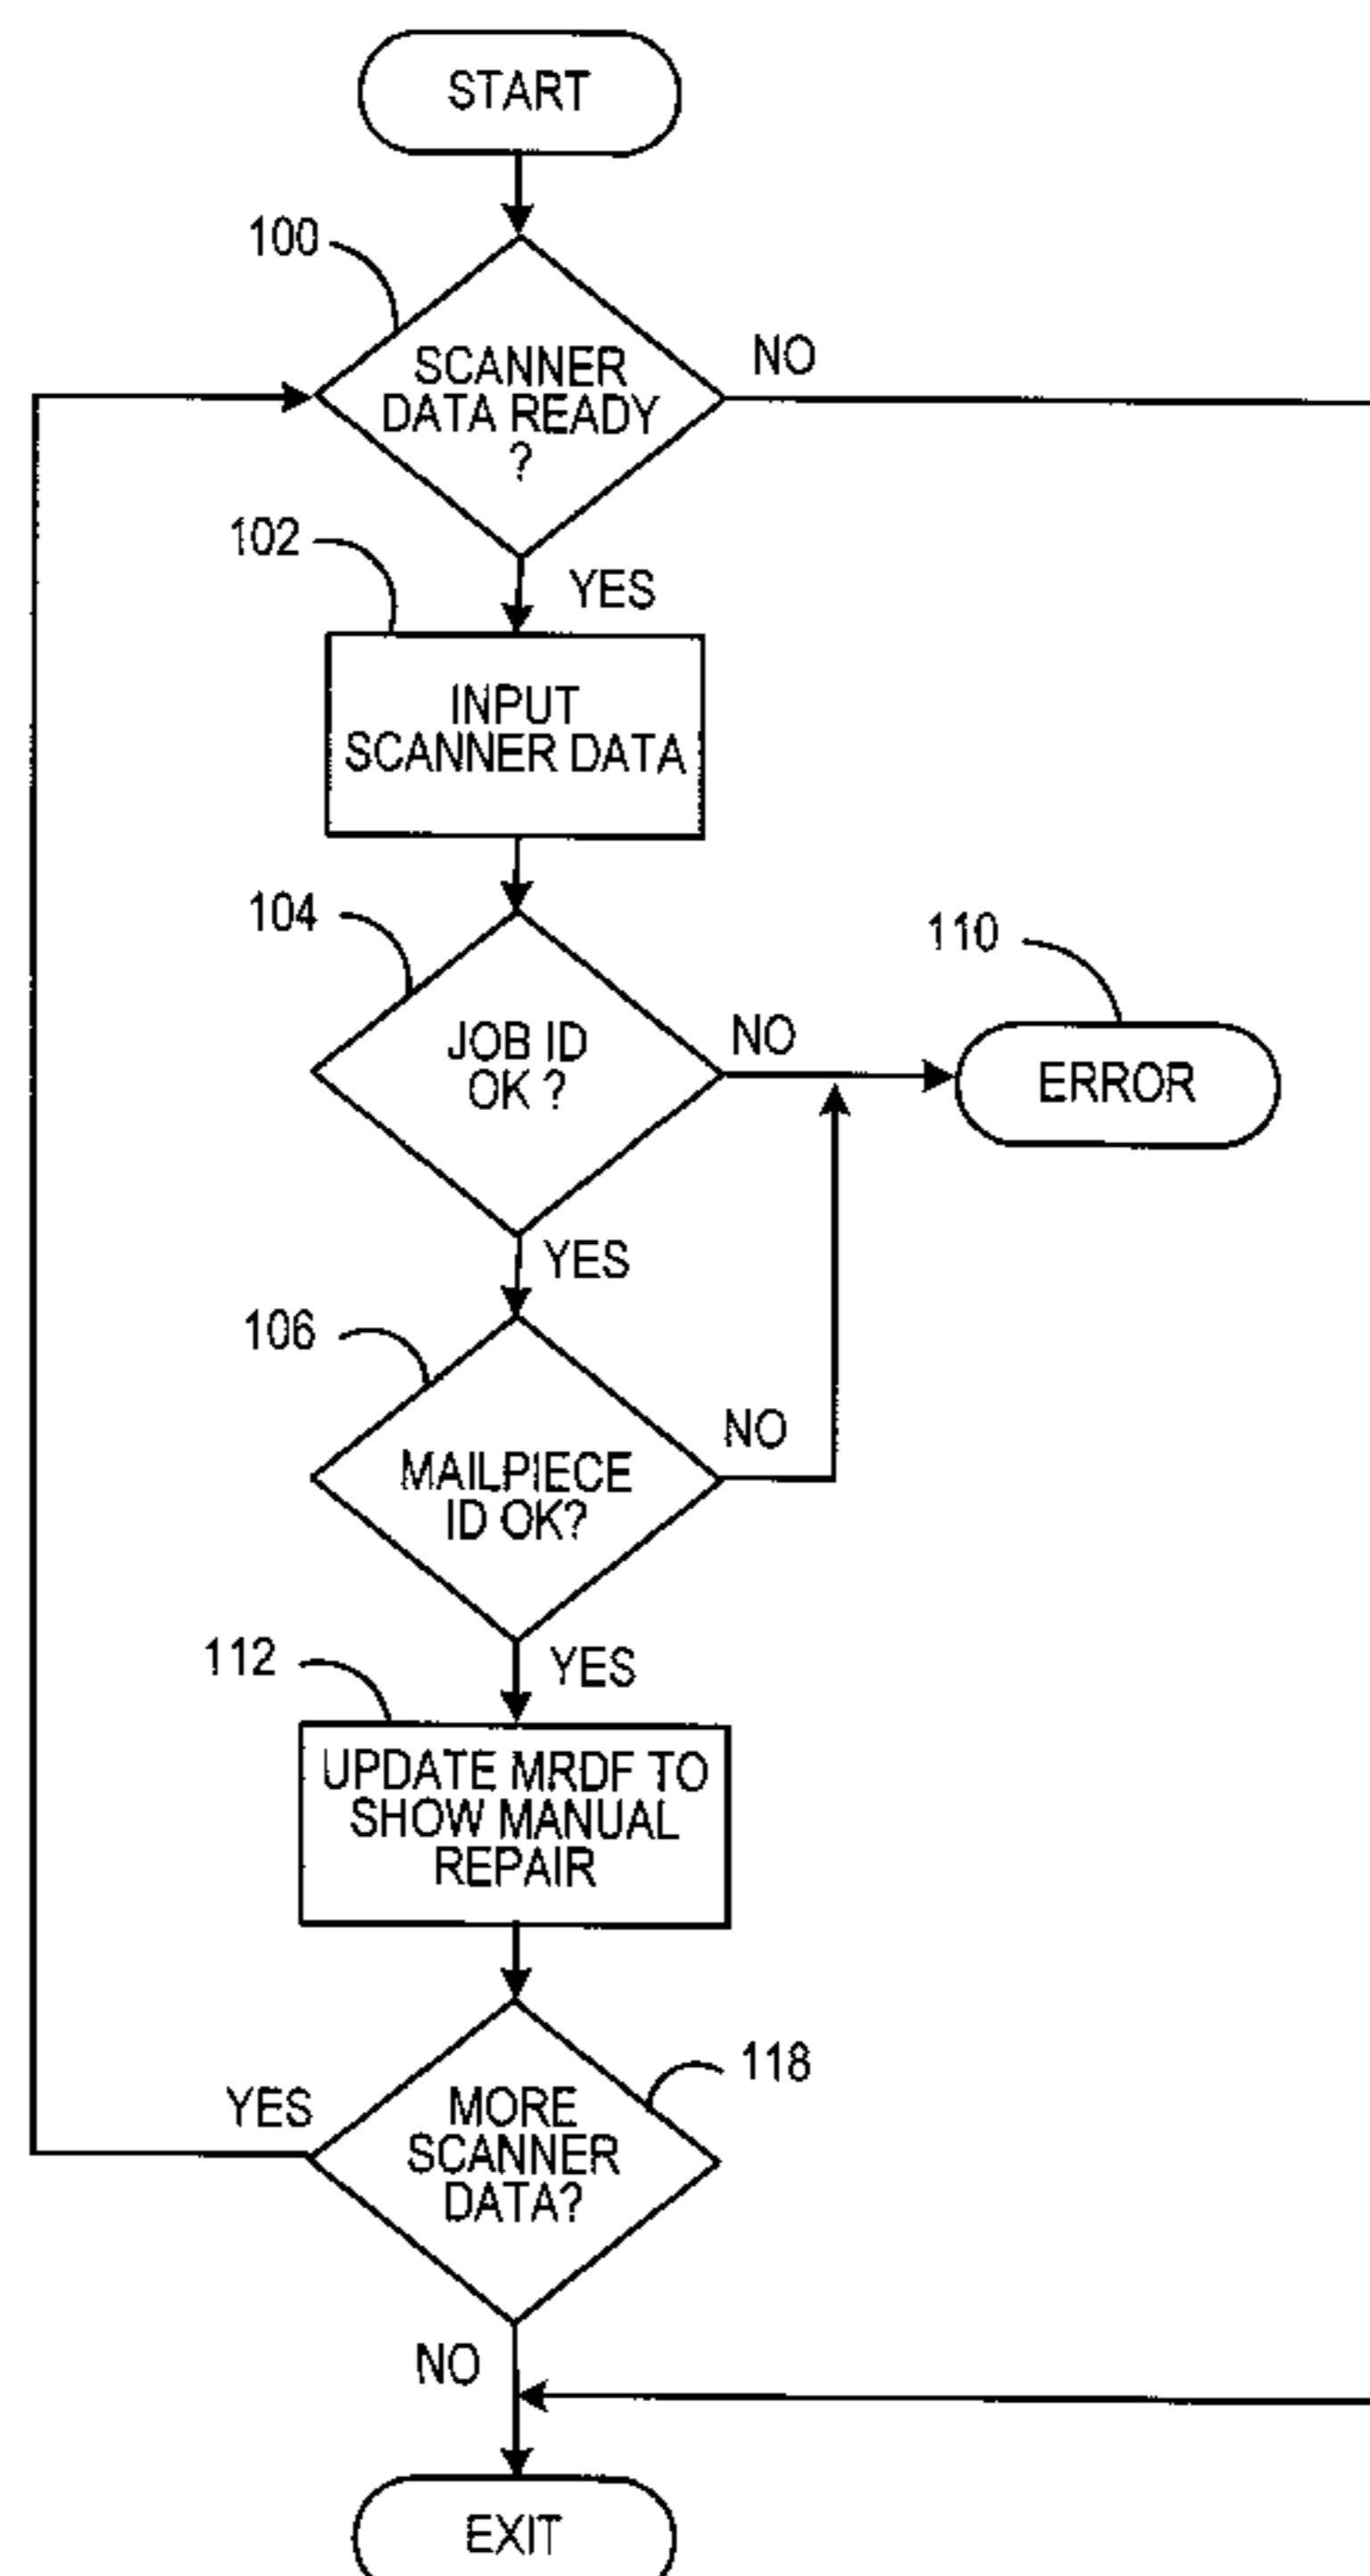 START
100
SCANNER
DATA READY
?
NO
102
YES
INPUT
SCANNER DATA
104
JOB ID
OK ?
NO
110
ERROR
YES
106
MAILPIECE
ID OK?
NO
YES
112
UPDATE MRDF TO
SHOW MANUAL
REPAIR
118
YES
MORE
SCANNER
DATA?
NO
EXIT